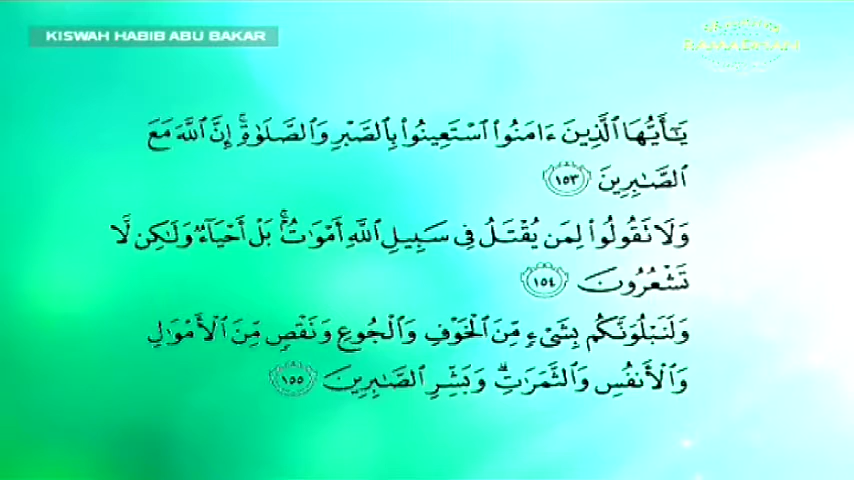 KISWAH HABIB ABU BAKAR
RAMADHAN
يَٰٓأَيُّهَا ٱلَّذِينَ ءَامَنُوا۟ ٱسْتَعِينُوا۟ بِٱلصَّبْرِ وَٱلصَّلَوٰةِ ۚ إِنَّ ٱللَّهَ مَعَ
ٱلصَّٰبِرِينَ ١٥٣
وَلَا تَقُولُوا۟ لِمَن يُقْتَلُ فِى سَبِيلِ ٱللَّهِ أَمْوَٰتٌۢ ۚ بَلْ أَحْيَآءٌ وَلَٰكِن لَّا
تَشْعُرُونَ ١٥٤
وَلَنَبْلُوَنَّكُم بِشَىْءٍ مِّنَ ٱلْخَوْفِ وَٱلْجُوعِ وَنَقْصٍ مِّنَ ٱلْأَمْوَٰلِ
وَٱلْأَنفُسِ وَٱلثَّمَرَٰتِ ۗ وَبَشِّرِ ٱلصَّٰبِرِينَ ١٥٥